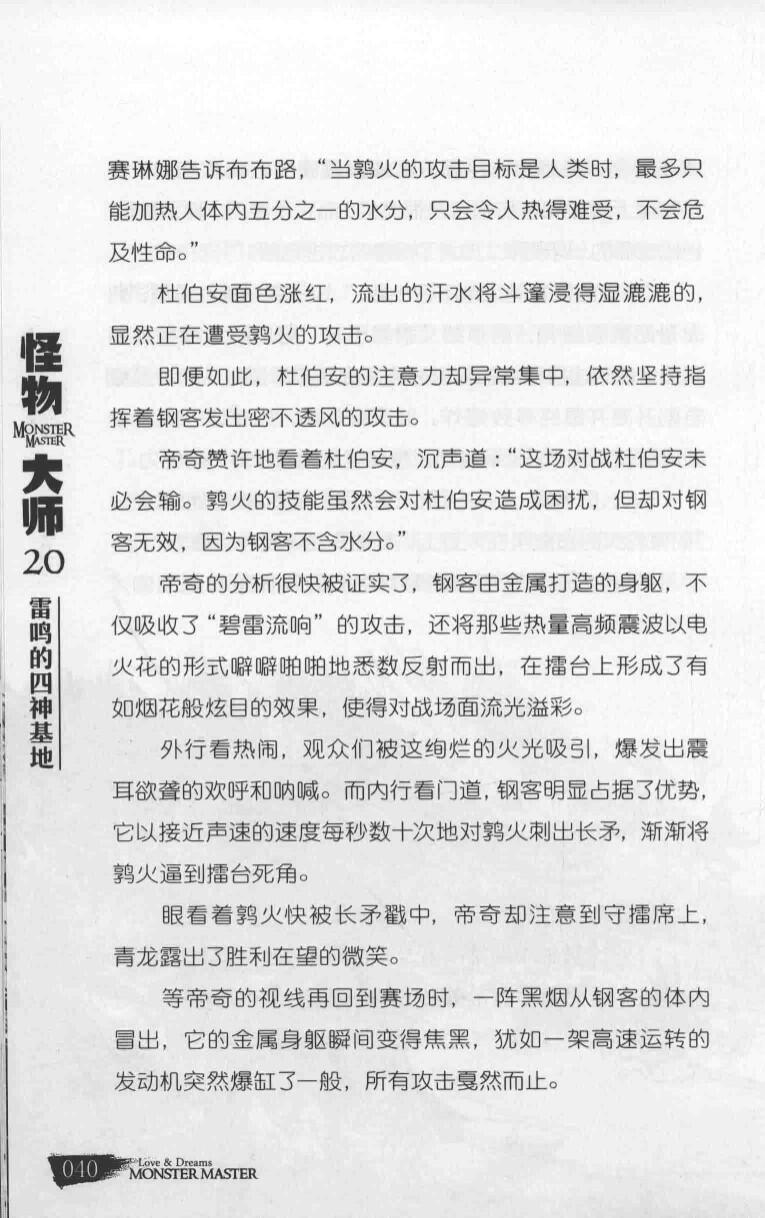 赛琳娜告诉布布路，“当鹑火的攻击目标是人类时，最多只
能加热人体内五分之一的水分，只会令人热得难受，不会危
及性命。”
杜伯安面色涨红，流出的汗水将斗篷浸得湿漉漉的，
显然正在遭受鹑火的攻击。
即便如此，杜伯安的注意力却异常集中，依然坚持指
挥着钢客发出密不透风的攻击。
帝奇赞许地看着杜伯安，沉声道：“这场对战杜伯安未
必会输。鹑火的技能虽然会对杜伯安造成困扰，但却对钢
客无效，因为钢客不含水分。”
帝奇的分析很快被证实了，钢客由金属打造的身躯，不
仅吸收了“碧雷流响”的攻击，还将那些热量高频震波以电
火花的形式噼噼啪啪地悉数反射而出，在擂台上形成了有
如烟花般炫目的效果，使得对战场面流光溢彩。
外行看热闹，观众们被这绚烂的火光吸引，爆发出震
耳欲聋的欢呼和呐喊。而内行看门道，钢客明显占据了优势，
它以接近声速的速度每秒数十次地对鹑火刺出长矛，渐渐将
鹑火逼到擂台死角。
眼看着鹑火快被长矛戳中，帝奇却注意到守擂席上，
青龙露出了胜利在望的微笑。
等帝奇的视线再回到赛场时，一阵黑烟从钢客的体内
冒出，它的金属身躯瞬间变得焦黑，犹如一架高速运转的
发动机突然爆缸了一般，所有攻击戛然而止。
怪物
MONSTER
MASTER
大师
20
雷鸣的四神基地
040
Love & Dreams
MONSTER MASTER